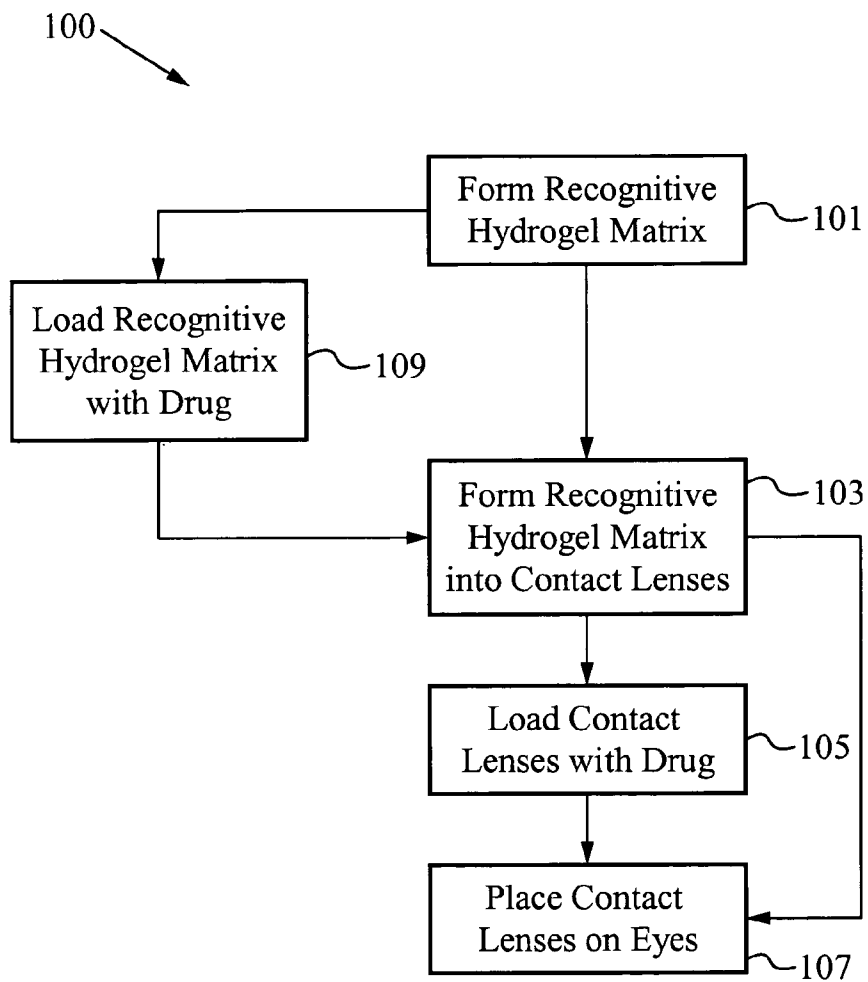 100
Form Recognitive
Hydrogel Matrix
101
Load Recognitive
Hydrogel Matrix
with Drug
109
Form Recognitive
Hydrogel Matrix
into Contact Lenses
103
Load Contact
Lenses with Drug
105
Place Contact
Lenses on Eyes
107